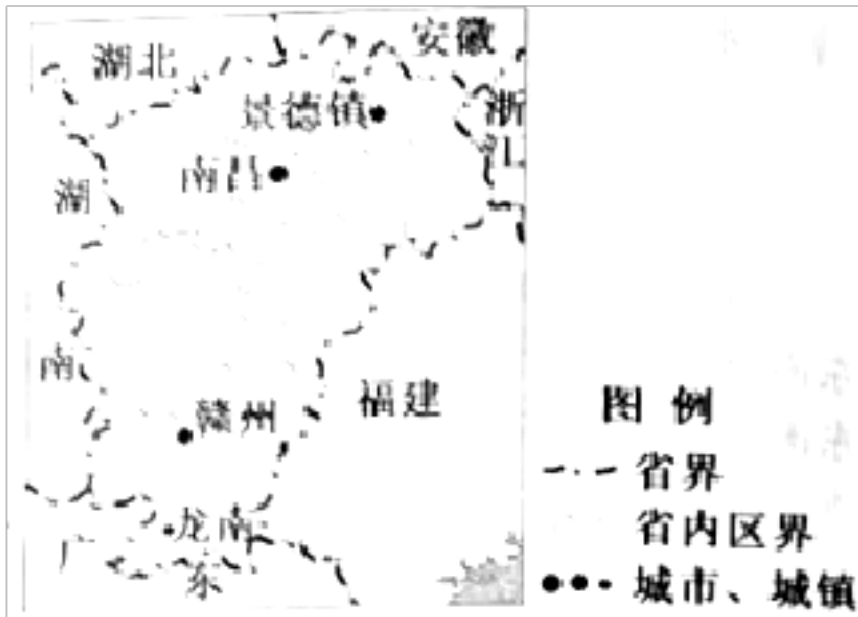 湖北
安徽
浙江
景德镇
南昌
湖南
赣州
福建
龙南
广东
图例
省界
省内区界
城市、城镇